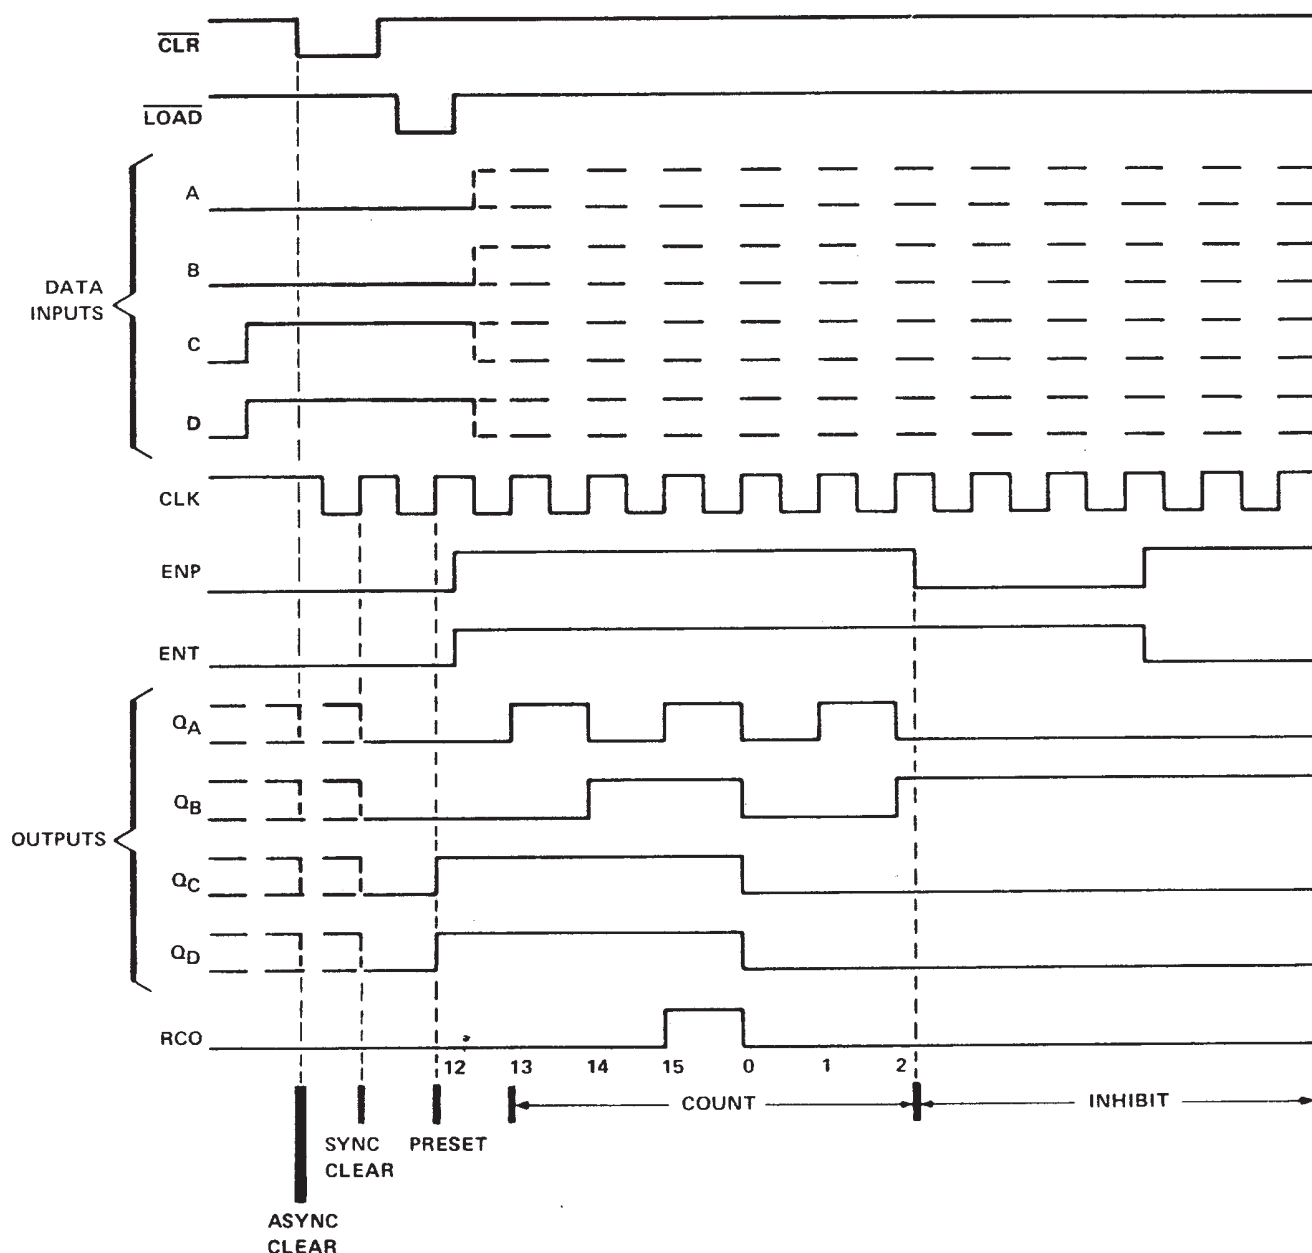 CLR
LOAD
A
B
DATA
INPUTS
C
D
CLK
ENP
ENT
QA
QB
OUTPUTS
QC
QD
RCO
12 13 14 15 0 1 2
COUNT INHIBIT
SYNC PRESET
CLEAR
ASYNC
CLEAR